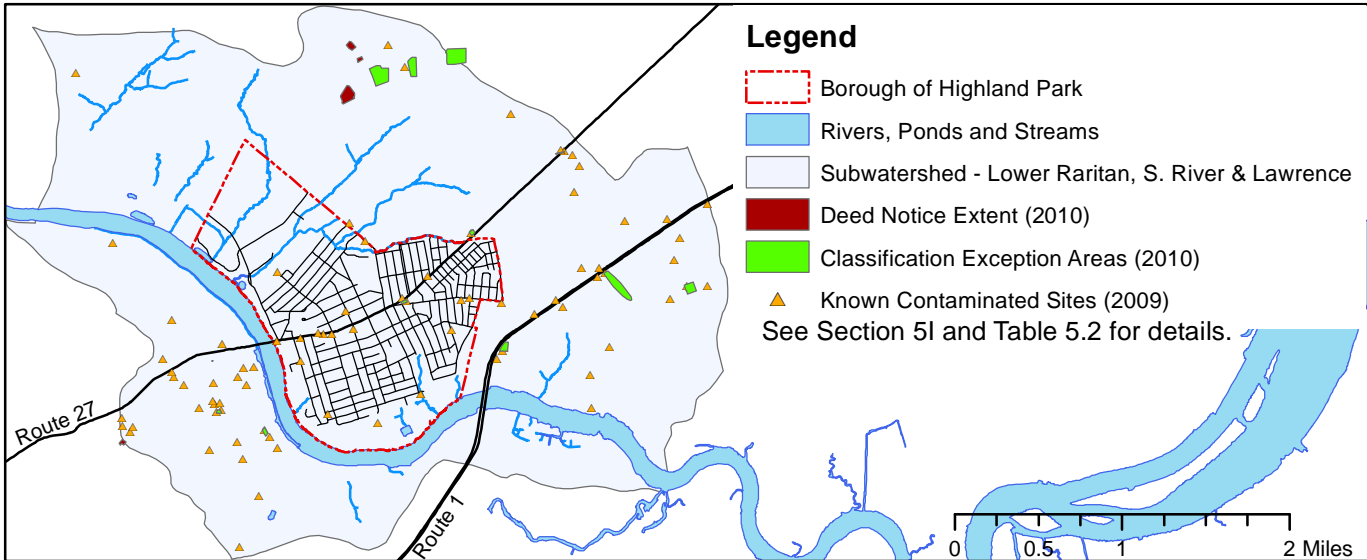 Legend
Borough of Highland Park
Rivers, Ponds and Streams
Subwatershed - Lower Raritan, S. River & Lawrence
Deed Notice Extent (2010)
Classification Exception Areas (2010)
Known Contaminated Sites (2009)
See Section 5I and Table 5.2 for details.
Route 27
Route 1
0 0.5 1 2 Miles